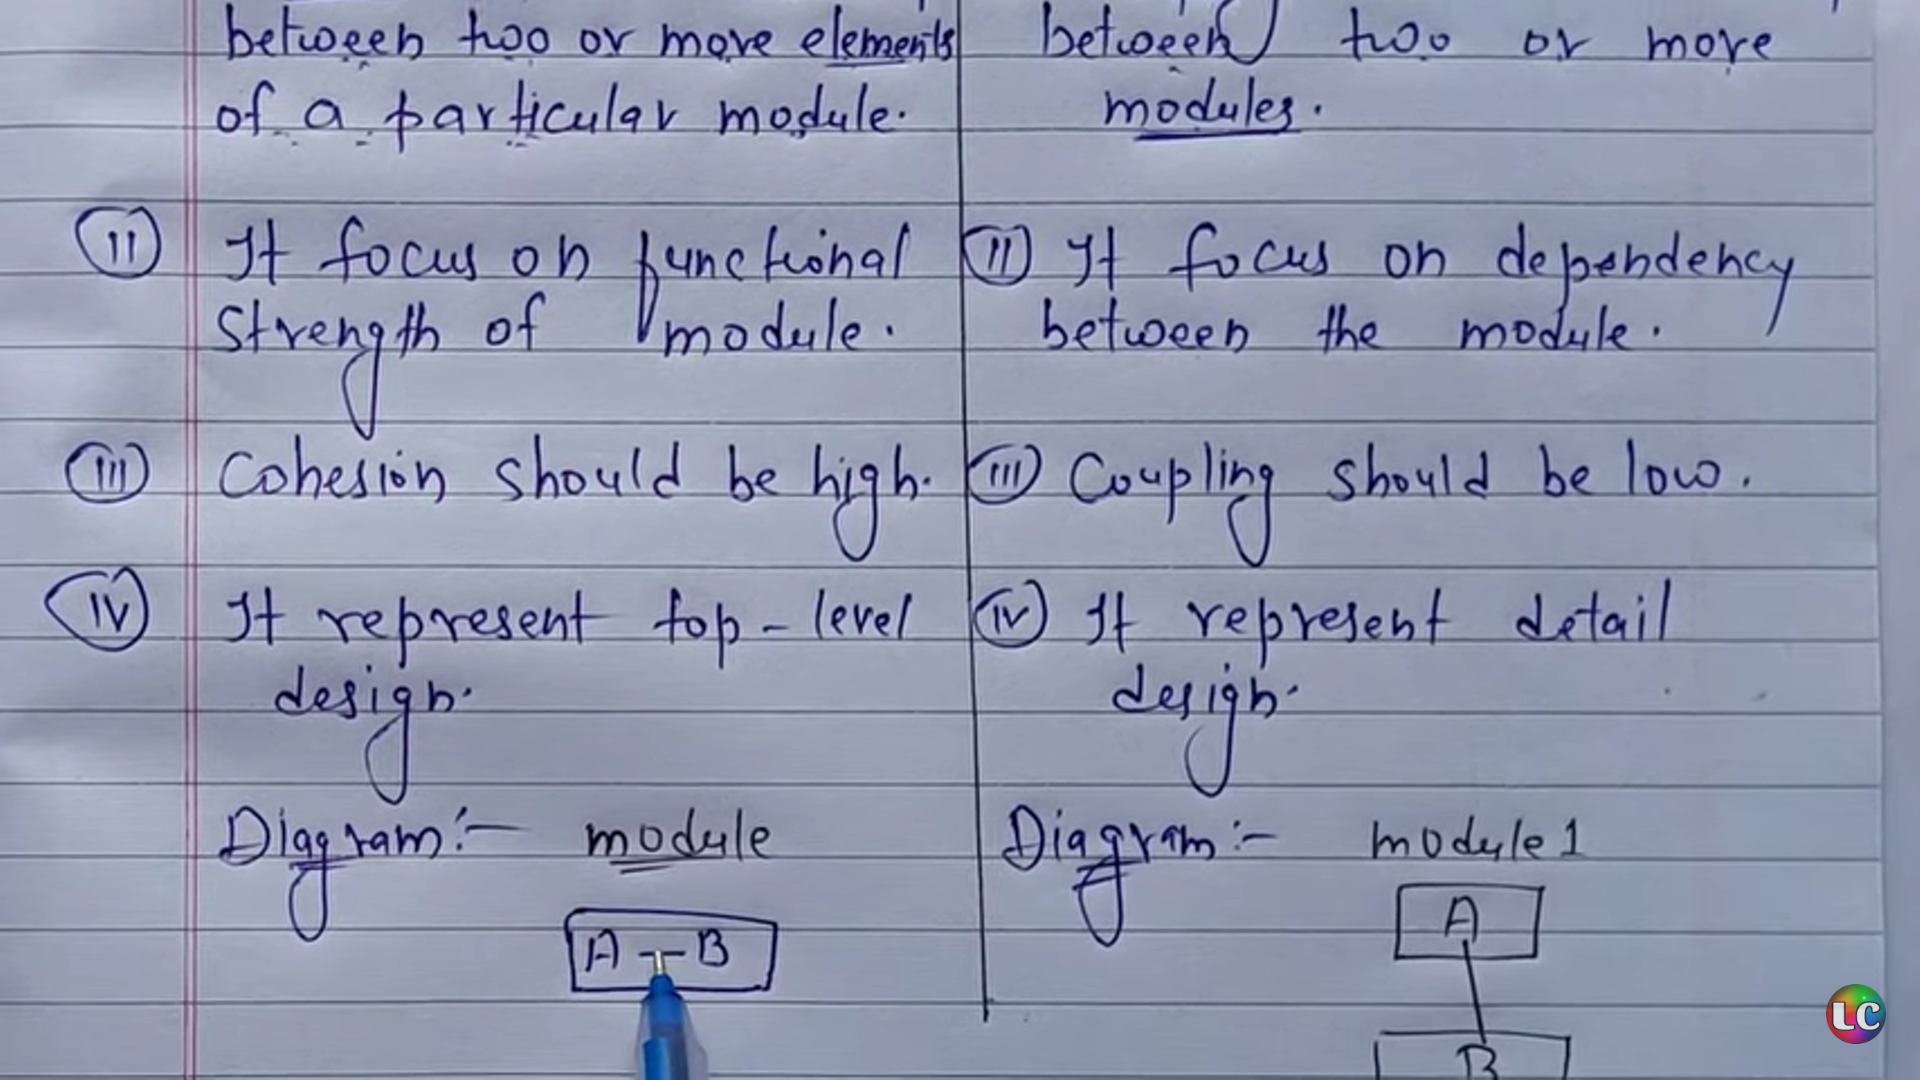 between two or more elements
of a particular module.
(II) It focus on functional
strength of module.
(III) Cohesion should be high.
(IV) It represent top-level
design.
Diagram:- module
A - B
between two or more
modules.
(II) It focus on dependency
between the module.
(III) Coupling should be low.
(IV) It represent detail
design.
Diagram:- module 1
A
B
LC